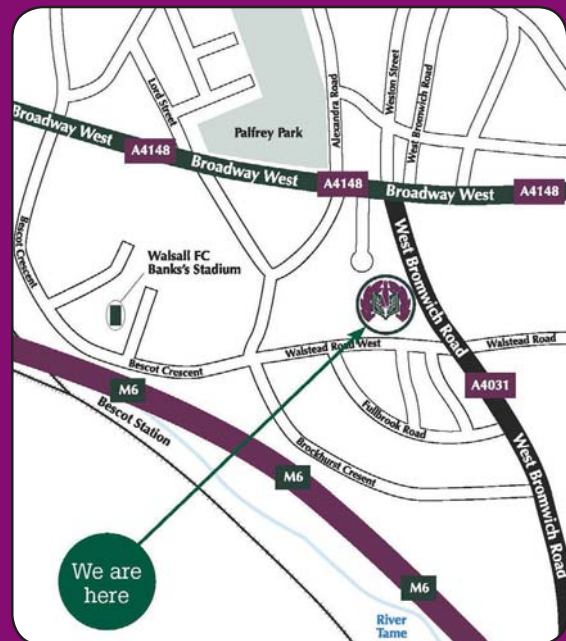 Lord Street
Alexandra Road
Weston Street
West Bromwich Road
Broadway West
A4148
Palfrey Park
Broadway West
A4148
Broadway West
A4148
Bescot Crescent
Walsall FC
Banks's Stadium
West Bromwich Road
Walstead Road West
Walstead Road
Bescot Crescent
A4031
M6
Bescot Station
Fullbrook Road
Brockhurst Cresent
West Bromwich Road
M6
We are
here
M6
River
Tame